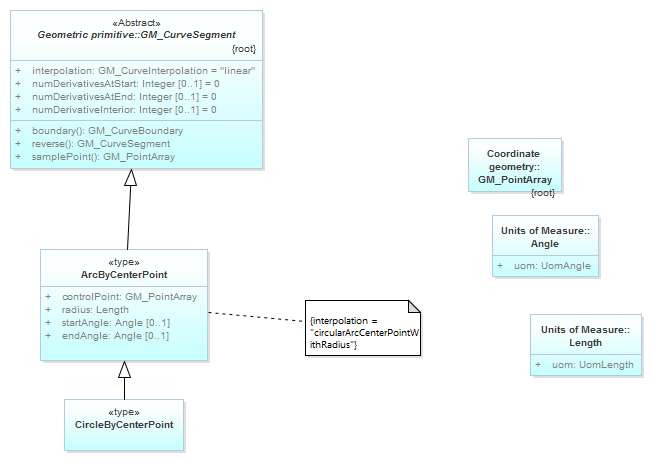 «Abstract»
Geometric primitive::GM_CurveSegment
{root}
+ interpolation: GM_CurveInterpolation = "linear"
+ numDerivativesAtStart: Integer [0..1] = 0
+ numDerivativesAtEnd: Integer [0..1] = 0
+ numDerivativeInterior: Integer [0..1] = 0
+ boundary(): GM_CurveBoundary
+ reverse(): GM_CurveSegment
+ samplePoint(): GM_PointArray
Coordinate
geometry::
GM_PointArray
{root}
Units of Measure::
Angle
+ uom: UomAngle
«type»
ArcByCenterPoint
+ controlPoint: GM_PointArray
+ radius: Length
+ startAngle: Angle [0..1]
+ endAngle: Angle [0..1]
{interpolation =
"circularArcCenterPointW
ithRadius"}
Units of Measure::
Length
+ uom: UomLength
«type»
CircleByCenterPoint